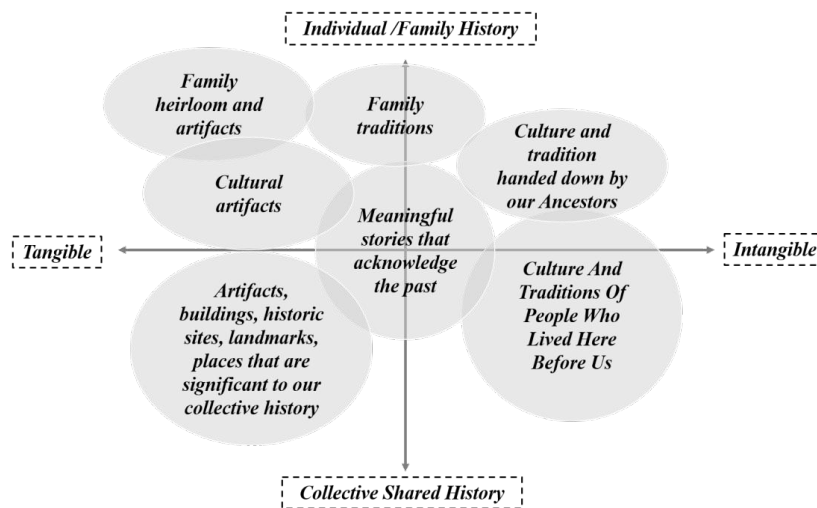 Individual /Family History
Family
heirloom and
artifacts
Family
traditions
Culture and
tradition
handed down by
our Ancestors
Cultural
artifacts
Meaningful
stories that
acknowledge
the past
Tangible
Intangible
Artifacts,
buildings, historic
sites, landmarks,
places that are
significant to our
collective history
Culture And
Traditions Of
People Who
Lived Here
Before Us
Collective Shared History